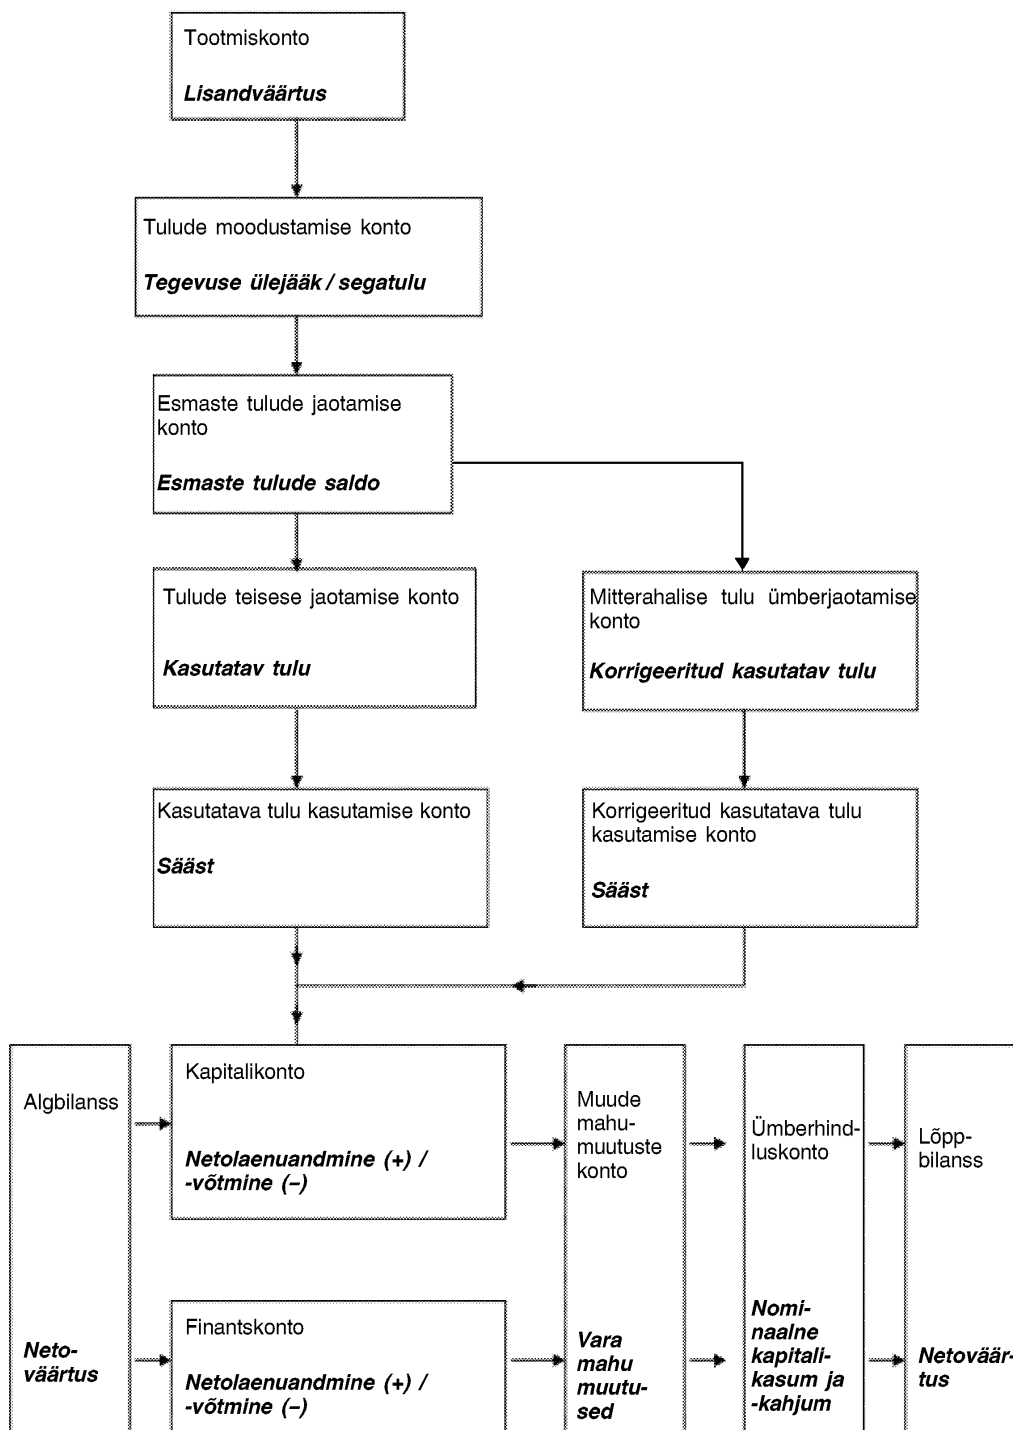 Tootmiskonto
Lisandväärtus
Tulude moodustamise konto
Tegevuse ülejääk / segatulu
Esmaste tulude jaotamise
konto
Esmaste tulude saldo
Tulude teisese jaotamise konto
Kasutatav tulu
Mitterahalise tulu ümberjaotamise
konto
Korrigeeritud kasutatav tulu
Kasutatava tulu kasutamise konto
Sääst
Korrigeeritud kasutatava tulu
kasutamise konto
Sääst
Algbilanss
Neto-
väärtus
Kapitalikonto
Netolaenuandmine (+) /
-võtmine (–)
Finantskonto
Netolaenuandmine (+) /
-võtmine (–)
Muude
mahu-
muutuste
konto
Vara
mahu
muutu-
sed
Ümberhind-
luskonto
Nomi-
naalne
kapitali-
kasum ja
-kahjum
Lõpp-
bilanss
Netoväär-
tus